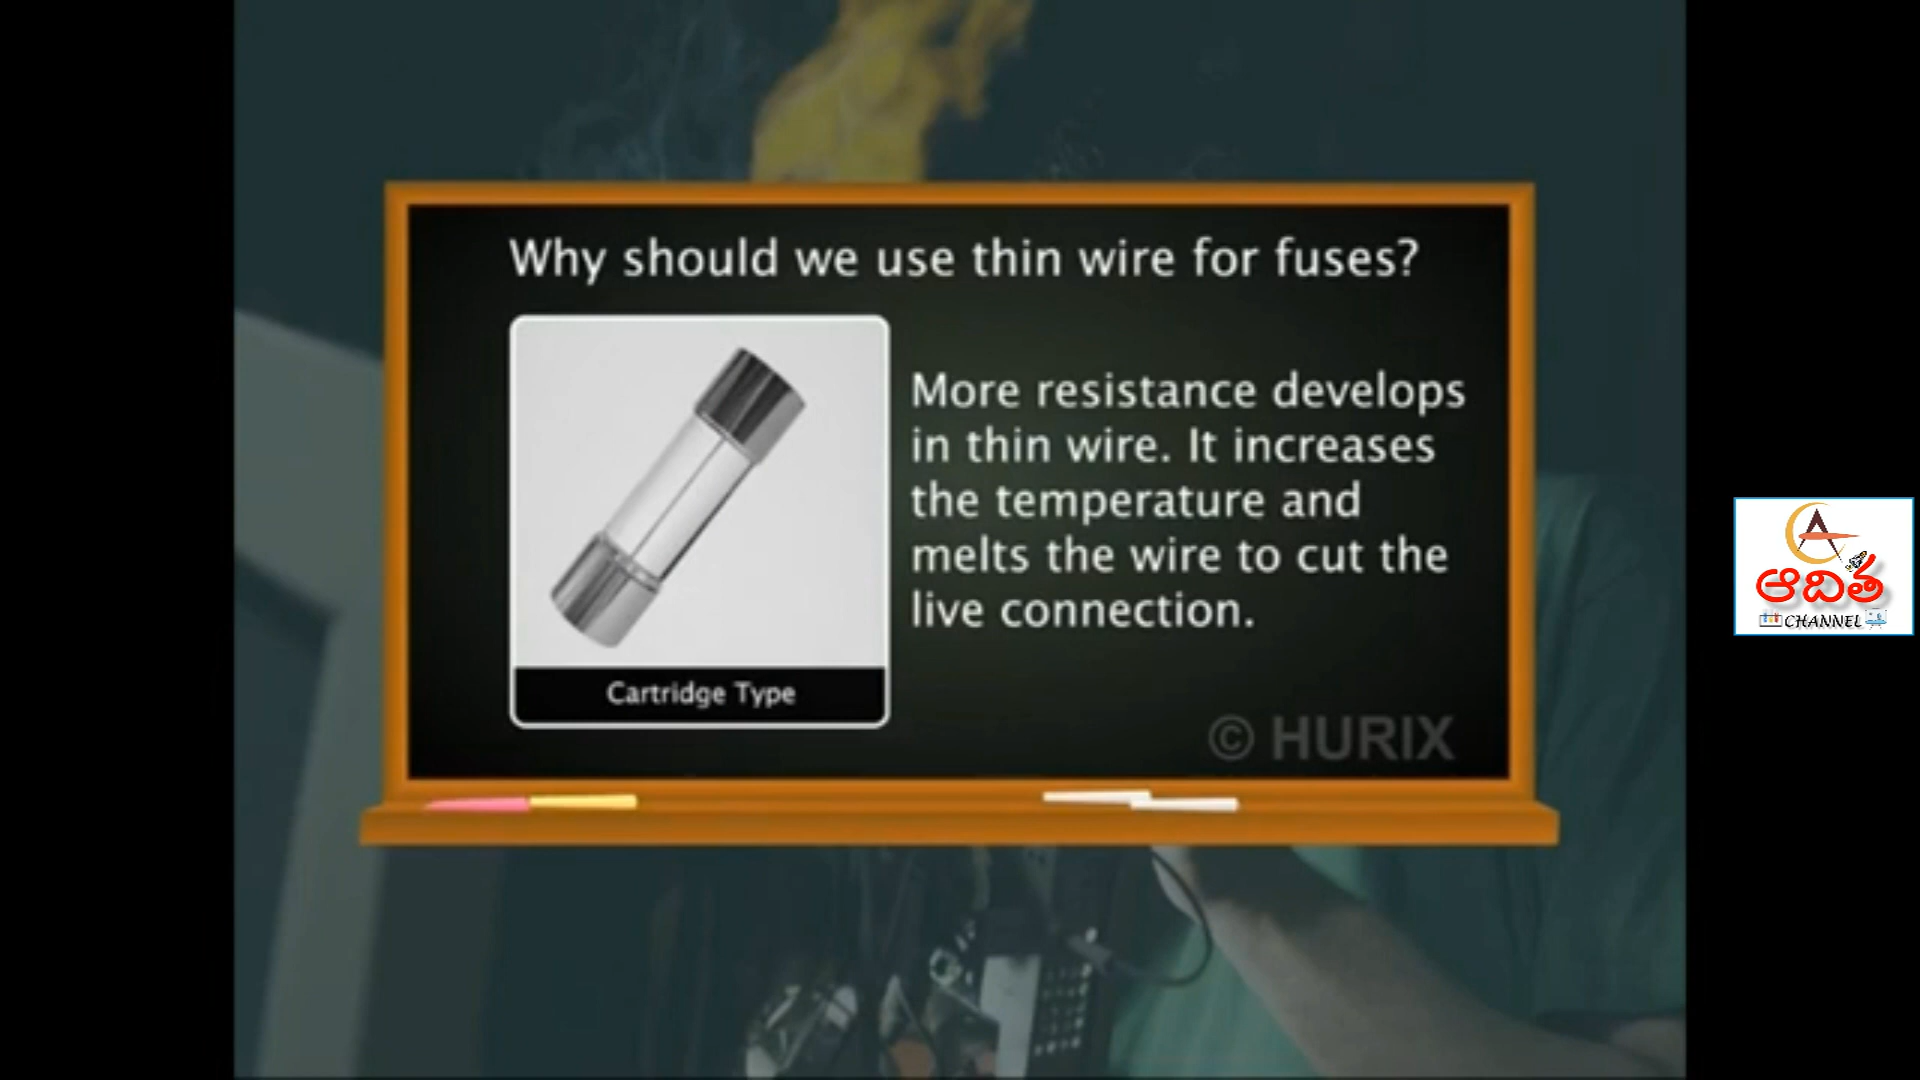 Why should we use thin wire for fuses?
More resistance develops
in thin wire. It increases
the temperature and
melts the wire to cut the
live connection.
Cartridge Type
© HURIX
ఆదిత్య
CHANNEL